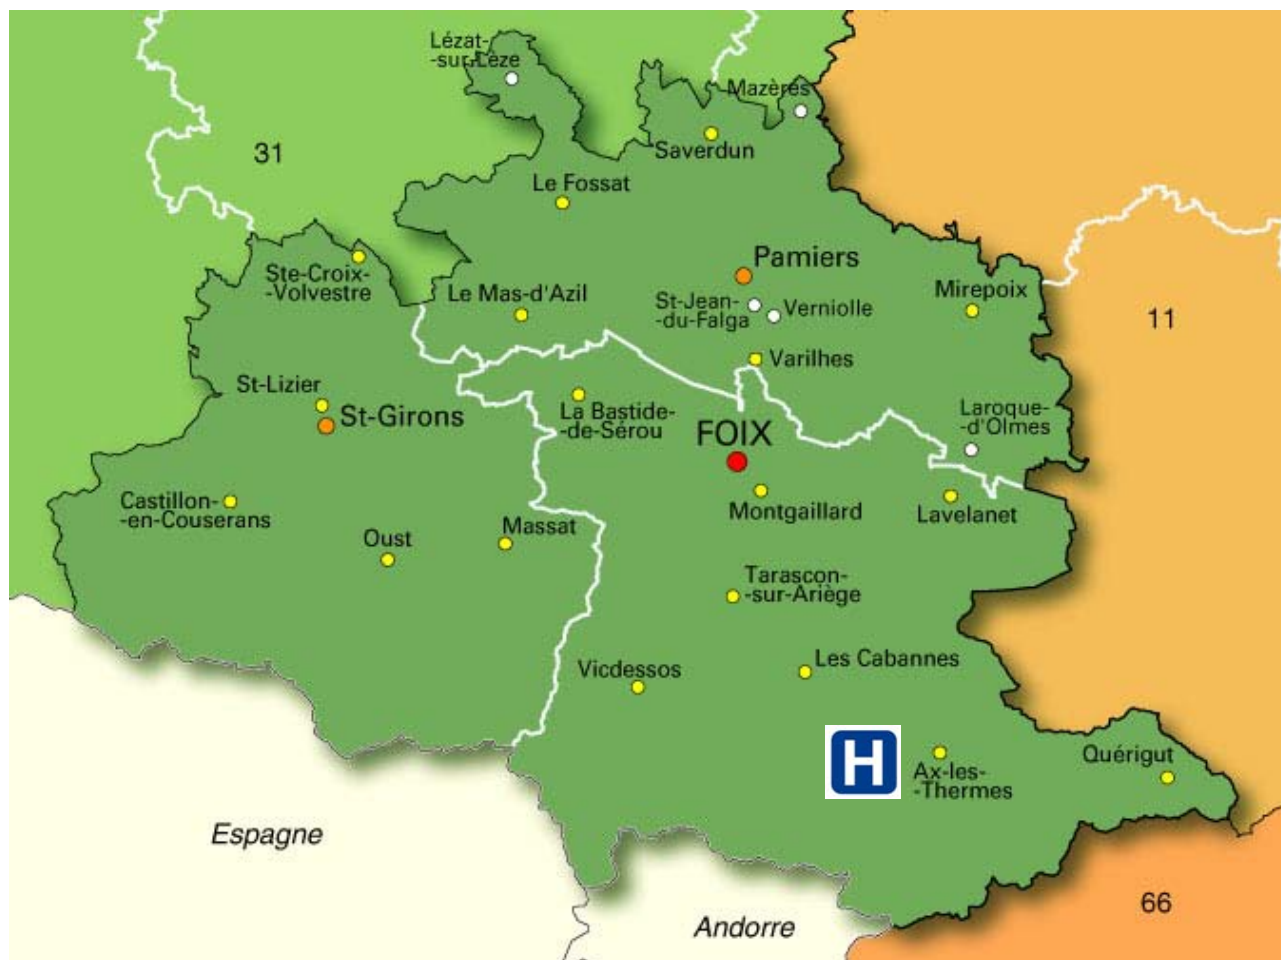 Lézat-
-sur-Lèze
Mazères
31
Saverdun
Le Fossat
Pamiers
Ste-Croix-
-Volvestre
Le Mas-d'Azil
St-Jean-
-du-Falga
Verniolle
Mirepoix
11
Varilhes
St-Lizier
St-Girons
La Bastide-
-de-Sérou
FOIX
Laroque-
-d'Olmes
Castillon-
-en-Couserans
Montgaillard
Lavelanet
Oust
Massat
Tarascon-
-sur-Ariège
Vicdessos
Les Cabannes
H
Ax-les-
-Thermes
Quérigut
Espagne
Andorre
66